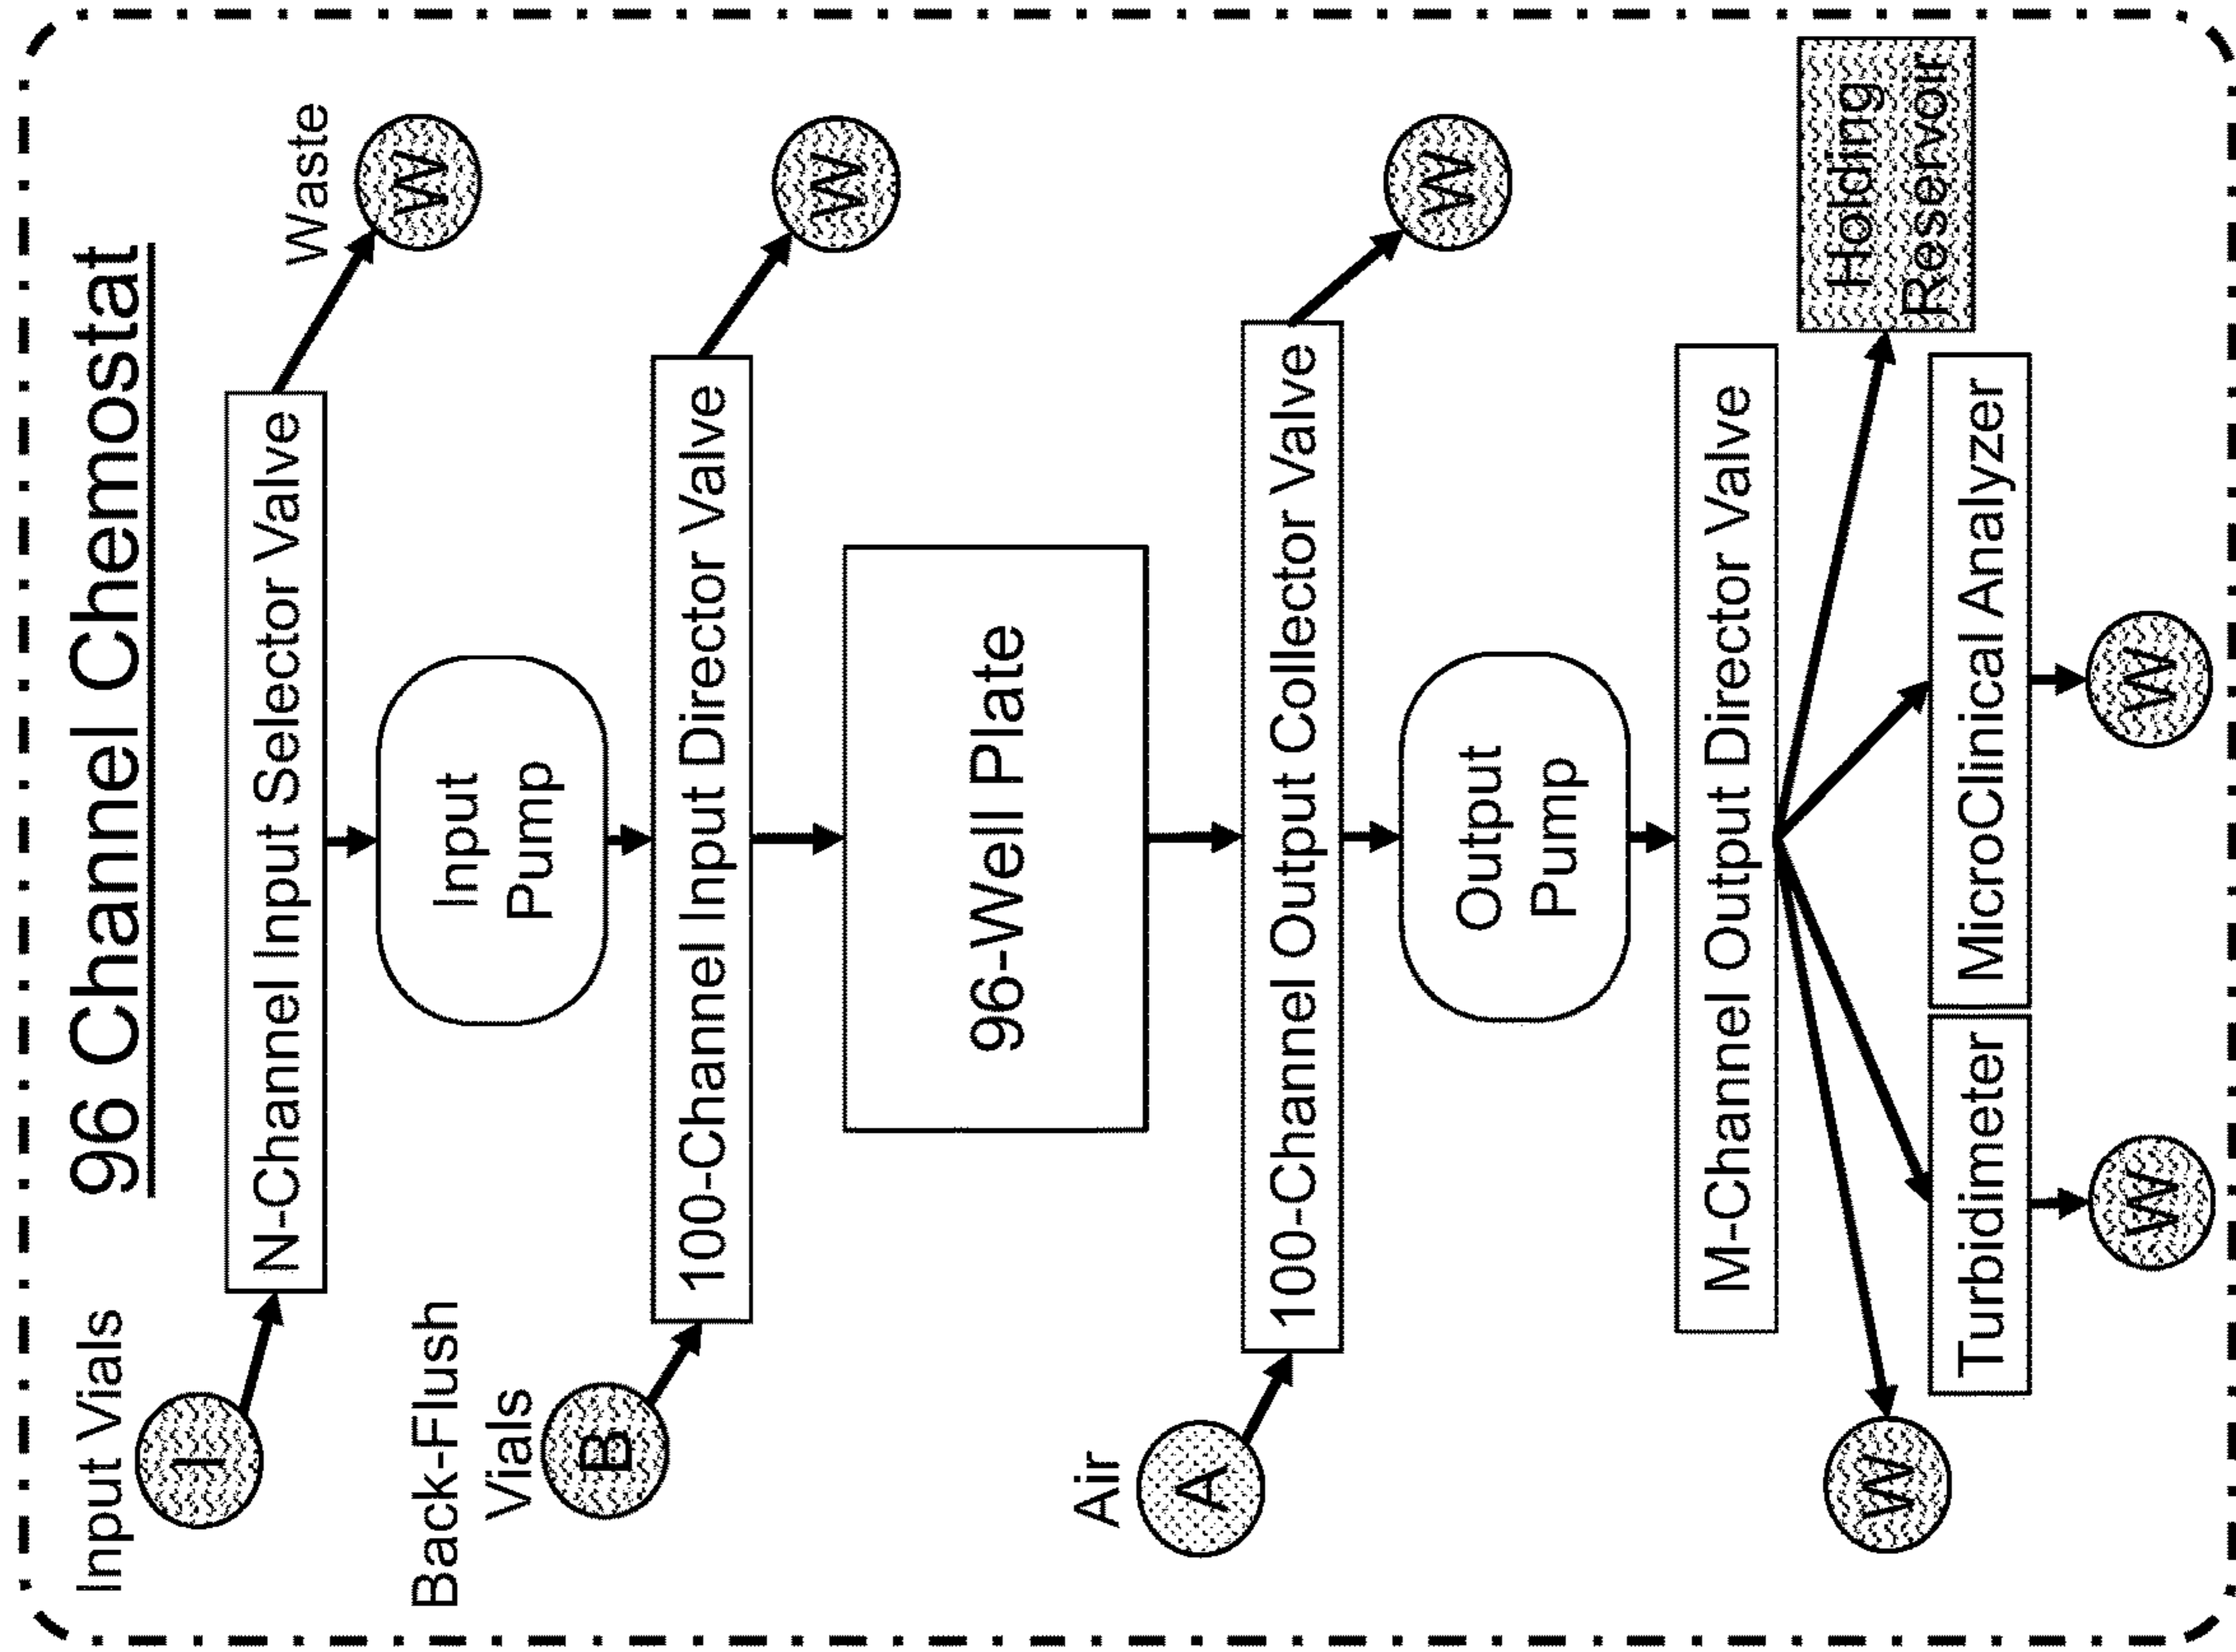 96 Channel Chemostat
Input Vials
I
N-Channel Input Selector Valve
Waste
W
Input
Pump
Back-Flush
Vials
B
100-Channel Input Director Valve
W
96-Well Plate
Air
A
100-Channel Output Collector Valve
W
Output
Pump
M-Channel Output Director Valve
W
Turbidimeter
MicroClinical Analyzer
Holding
Reservoir
W
W